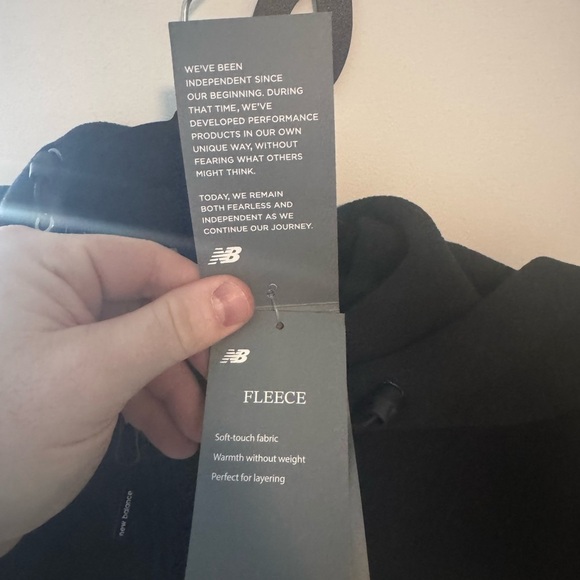 WE'VE BEEN
INDEPENDENT SINCE
OUR BEGINNING. DURING
THAT TIME, WE'VE
DEVELOPED PERFORMANCE
PRODUCTS IN OUR OWN
UNIQUE WAY, WITHOUT
FEARING WHAT OTHERS
MIGHT THINK.
TODAY, WE REMAIN
BOTH FEARLESS AND
INDEPENDENT AS WE
CONTINUE OUR JOURNEY.
NB
NB
FLEECE
Soft-touch fabric
Warmth without weight
Perfect for layering
new balance